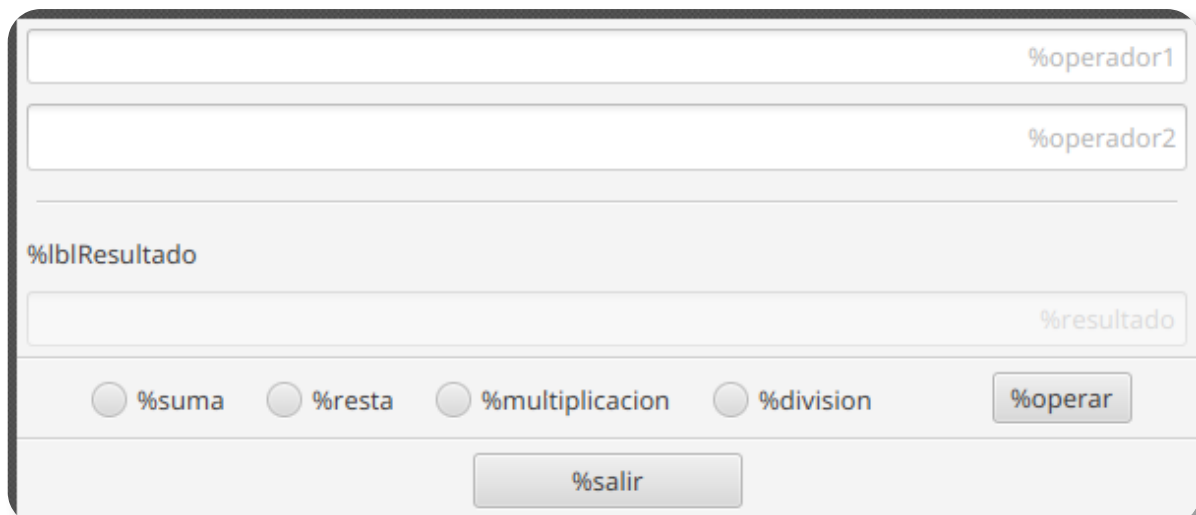 %operador1
%operador2
%lblResultado
%resultado
%suma %resta %multiplicacion %division %operar
%salir